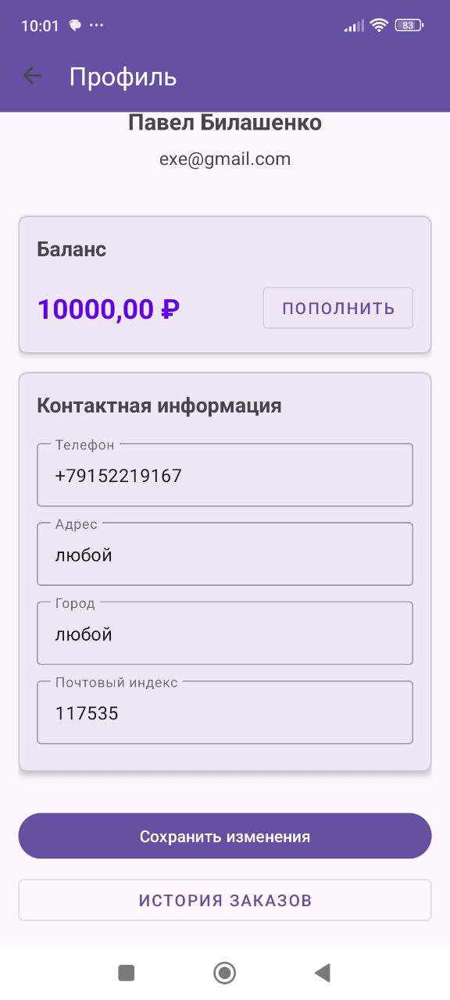 10:01
83
Профиль
Павел Билашенко
exe@gmail.com
Баланс
10000,00 ₽
ПОПОЛНИТЬ
Контактная информация
Телефон
+79152219167
Адрес
любой
Город
любой
Почтовый индекс
117535
Сохранить изменения
ИСТОРИЯ ЗАКАЗОВ